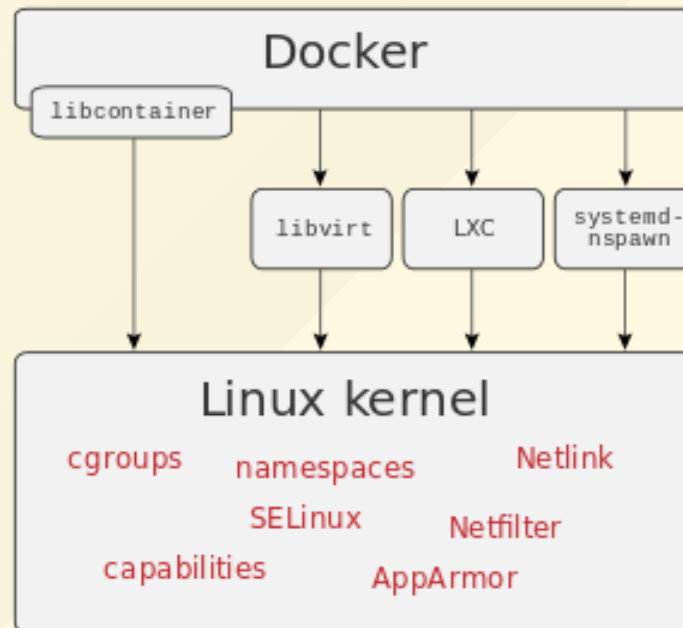 Docker
libcontainer
libvirt
LXC
systemd-
nspawn
Linux kernel
cgroups
namespaces
Netlink
SELinux
Netfilter
capabilities
AppArmor